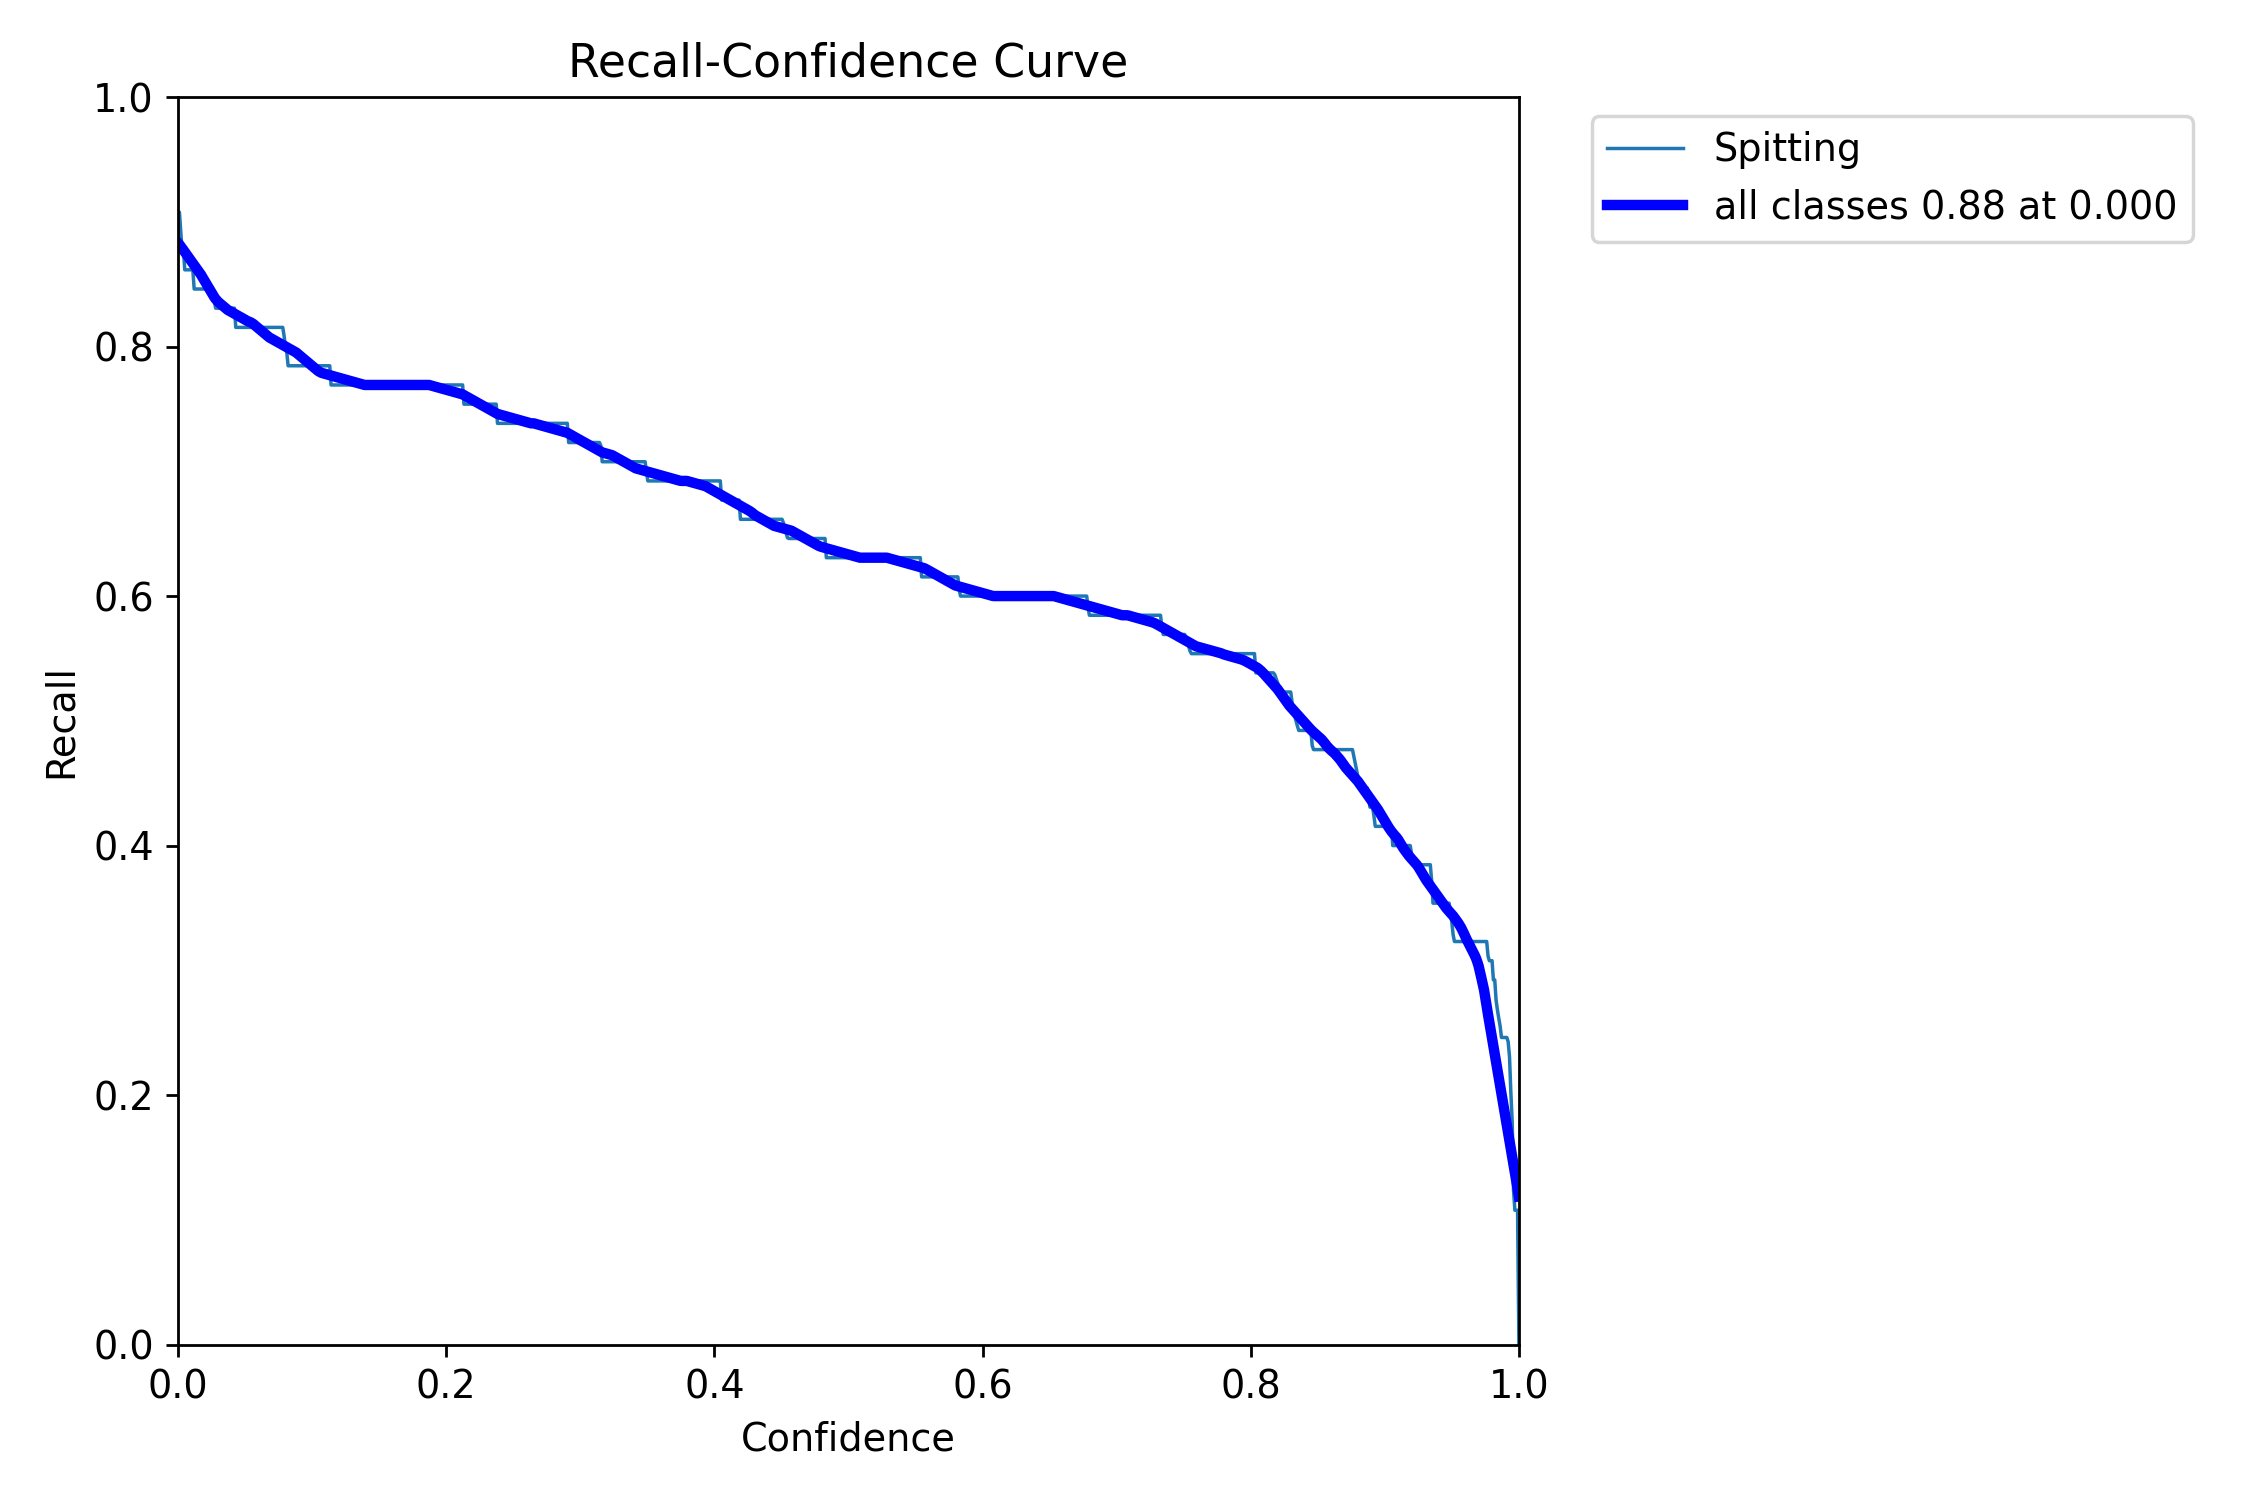 Recall-Confidence Curve
Spitting
all classes 0.88 at 0.000
1.0
0.8
0.6
0.4
0.2
0.0
Recall
0.0 0.2 0.4 0.6 0.8 1.0
Confidence